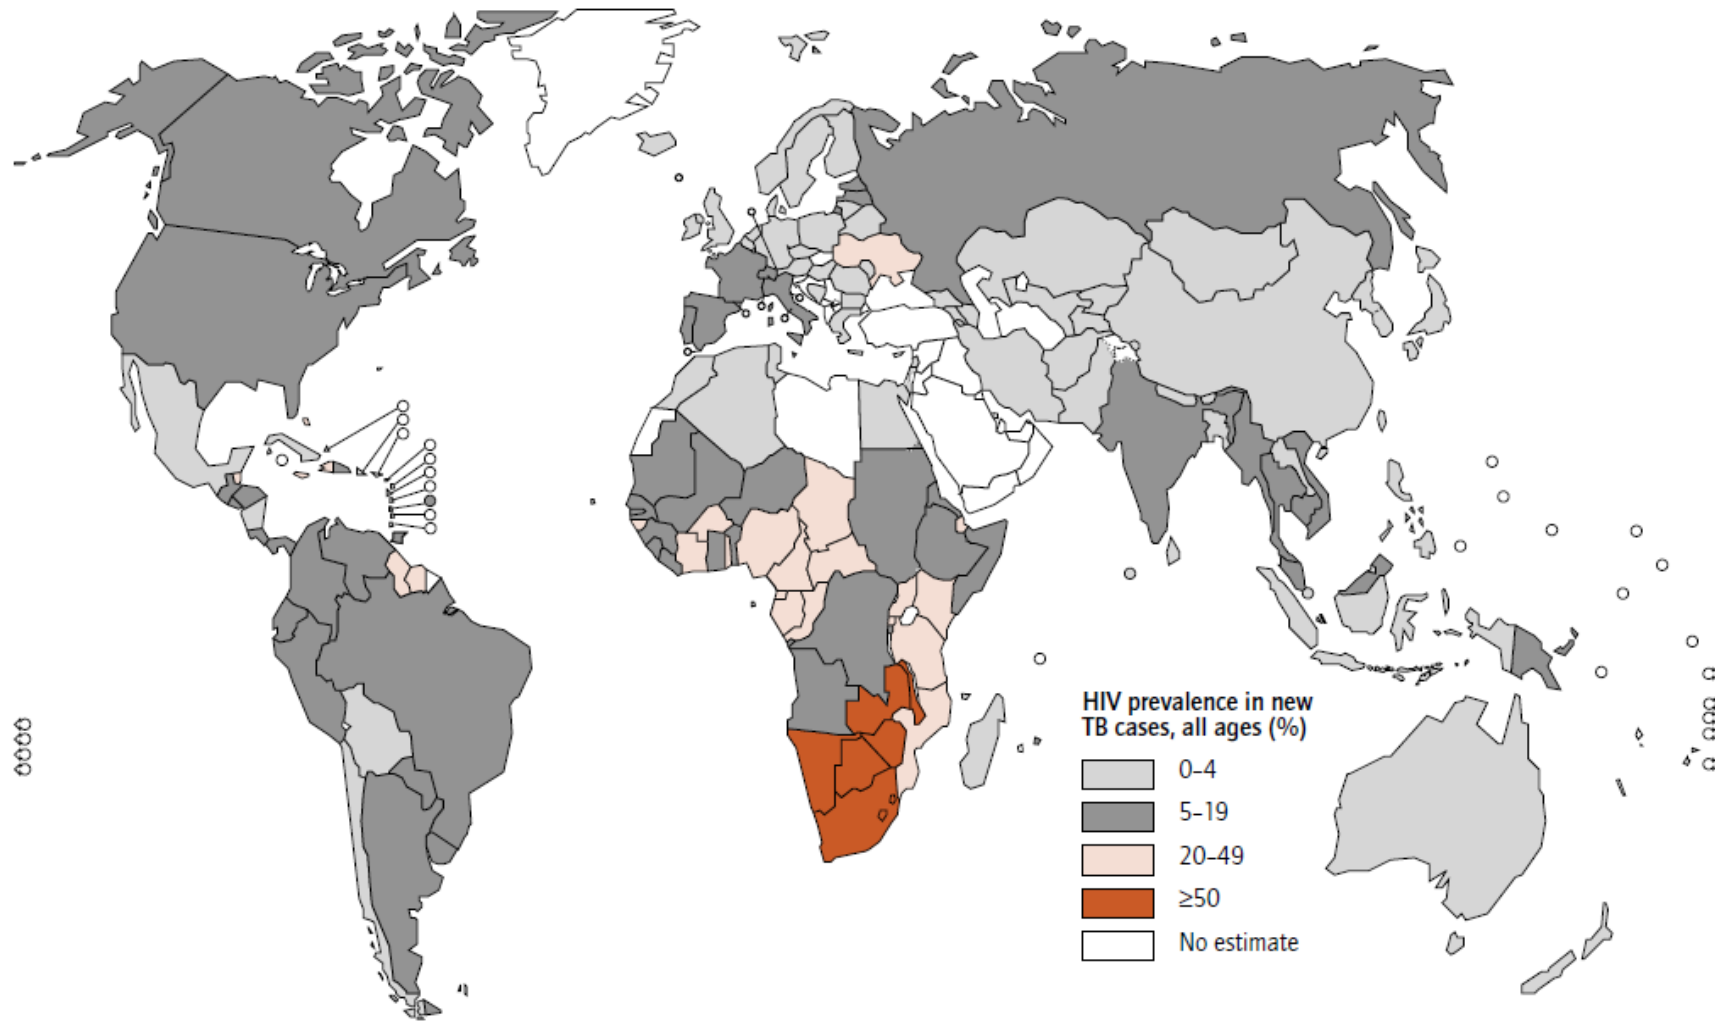 HIV prevalence in new
TB cases, all ages (%)
0–4
5–19
20–49
≥50
No estimate